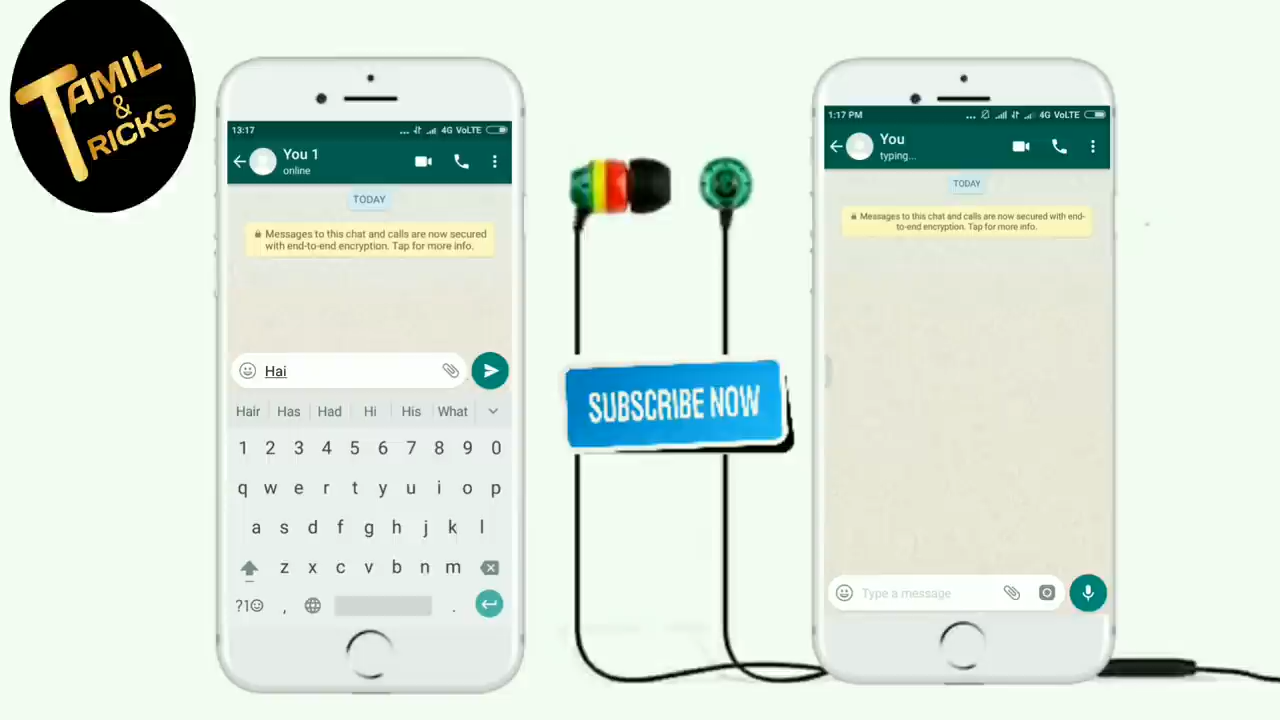 TAMIL
&
TRICKS
13:17
... 4G VoLTE
You 1
online
TODAY
Messages to this chat and calls are now secured
with end-to-end encryption. Tap for more info.
Hai
Hair Has Had Hi His What
1 2 3 4 5 6 7 8 9 0
q w e r t y u i o p
a s d f g h j k l
z x c v b n m
?1☺ , .
SUBSCRIBE NOW
1:17 PM
... 4G VoLTE
You
typing...
TODAY
Messages to this chat and calls are now secured with end-
to-end encryption. Tap for more info.
Type a message